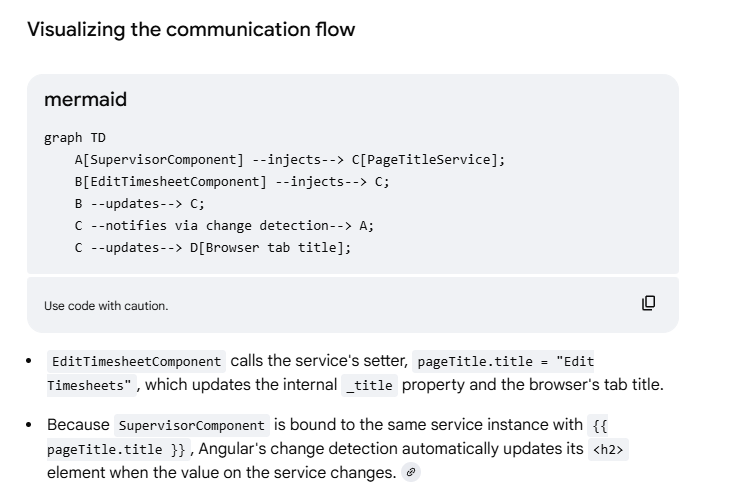 Visualizing the communication flow
mermaid
graph TD
    A[SupervisorComponent] --injects--> C[PageTitleService];
    B[EditTimesheetComponent] --injects--> C;
    B --updates--> C;
    C --notifies via change detection--> A;
    C --updates--> D[Browser tab title];
Use code with caution.
• EditTimesheetComponent calls the service's setter, pageTitle.title = "Edit
Timesheets" , which updates the internal _title property and the browser's tab title.
• Because SupervisorComponent is bound to the same service instance with {{
pageTitle.title }} , Angular's change detection automatically updates its <h2>
element when the value on the service changes.